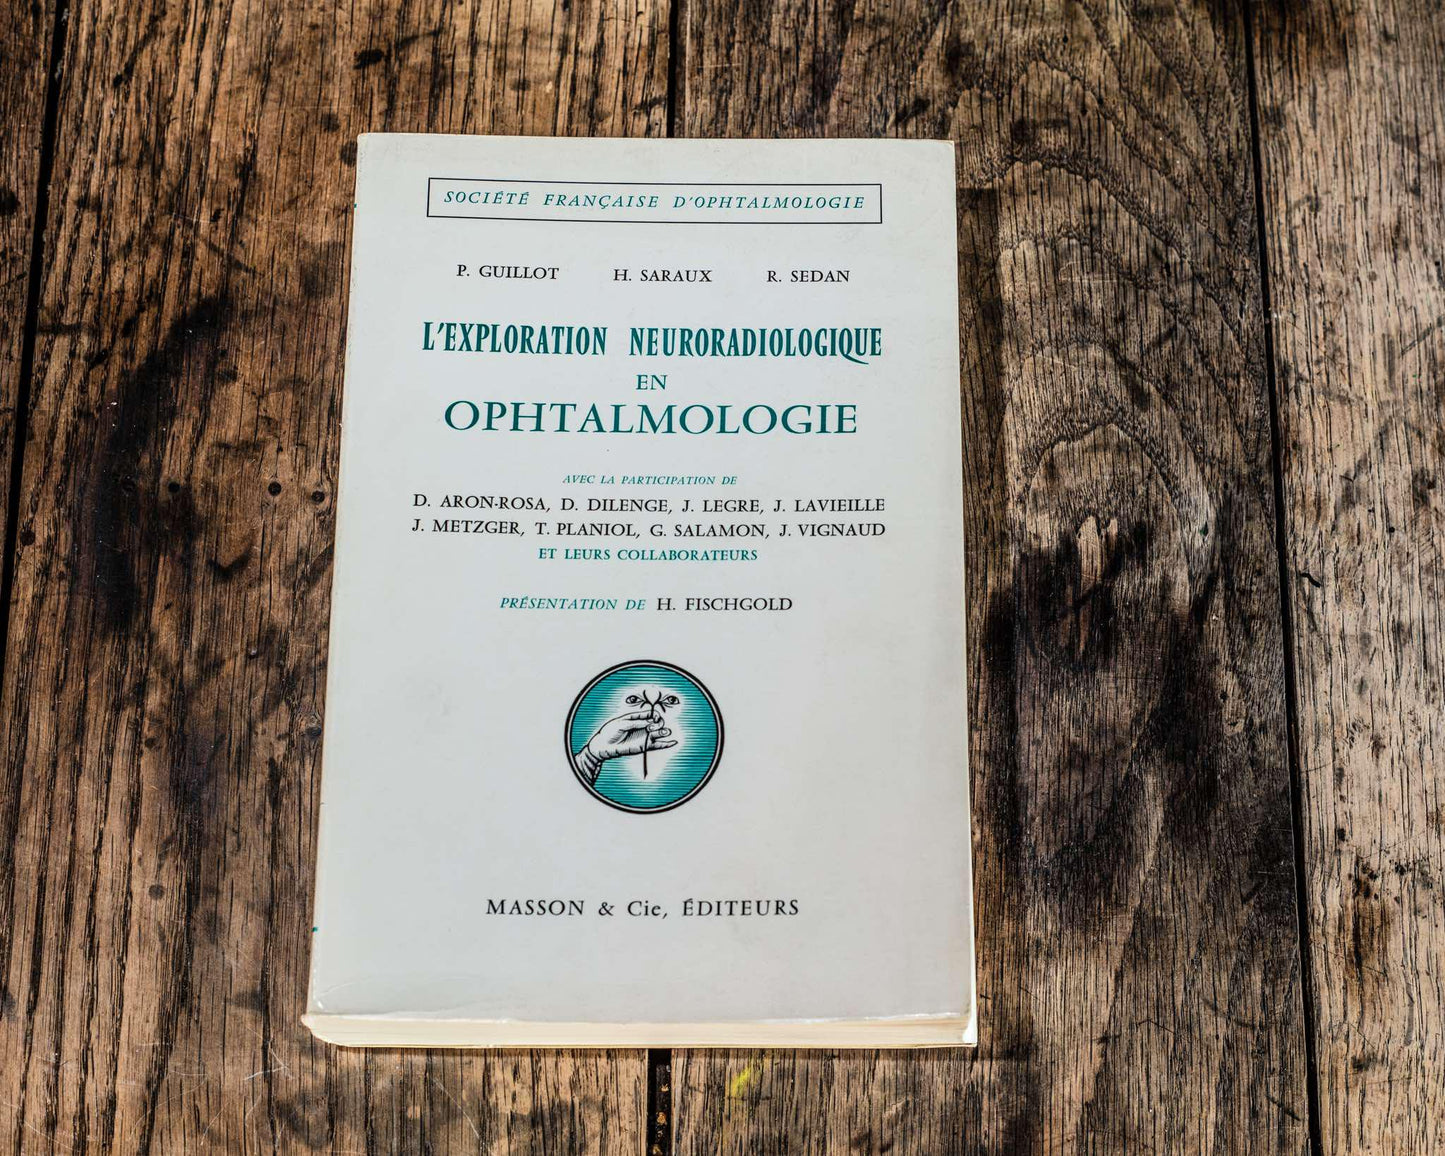 SOCIÉTÉ FRANÇAISE D'OPHTALMOLOGIE
P. GUILLOT H. SARAUX R. SEDAN
L'EXPLORATION NEURORADIOLOGIQUE
EN
OPHTALMOLOGIE
AVEC LA PARTICIPATION DE
D. ARON-ROSA, D. DILENGE, J. LEGRE, J. LAVIEILLE
J. METZGER, T. PLANIOL, G. SALAMON, J. VIGNAUD
ET LEURS COLLABORATEURS
PRÉSENTATION DE H. FISCHGOLD
MASSON & Cie, ÉDITEURS